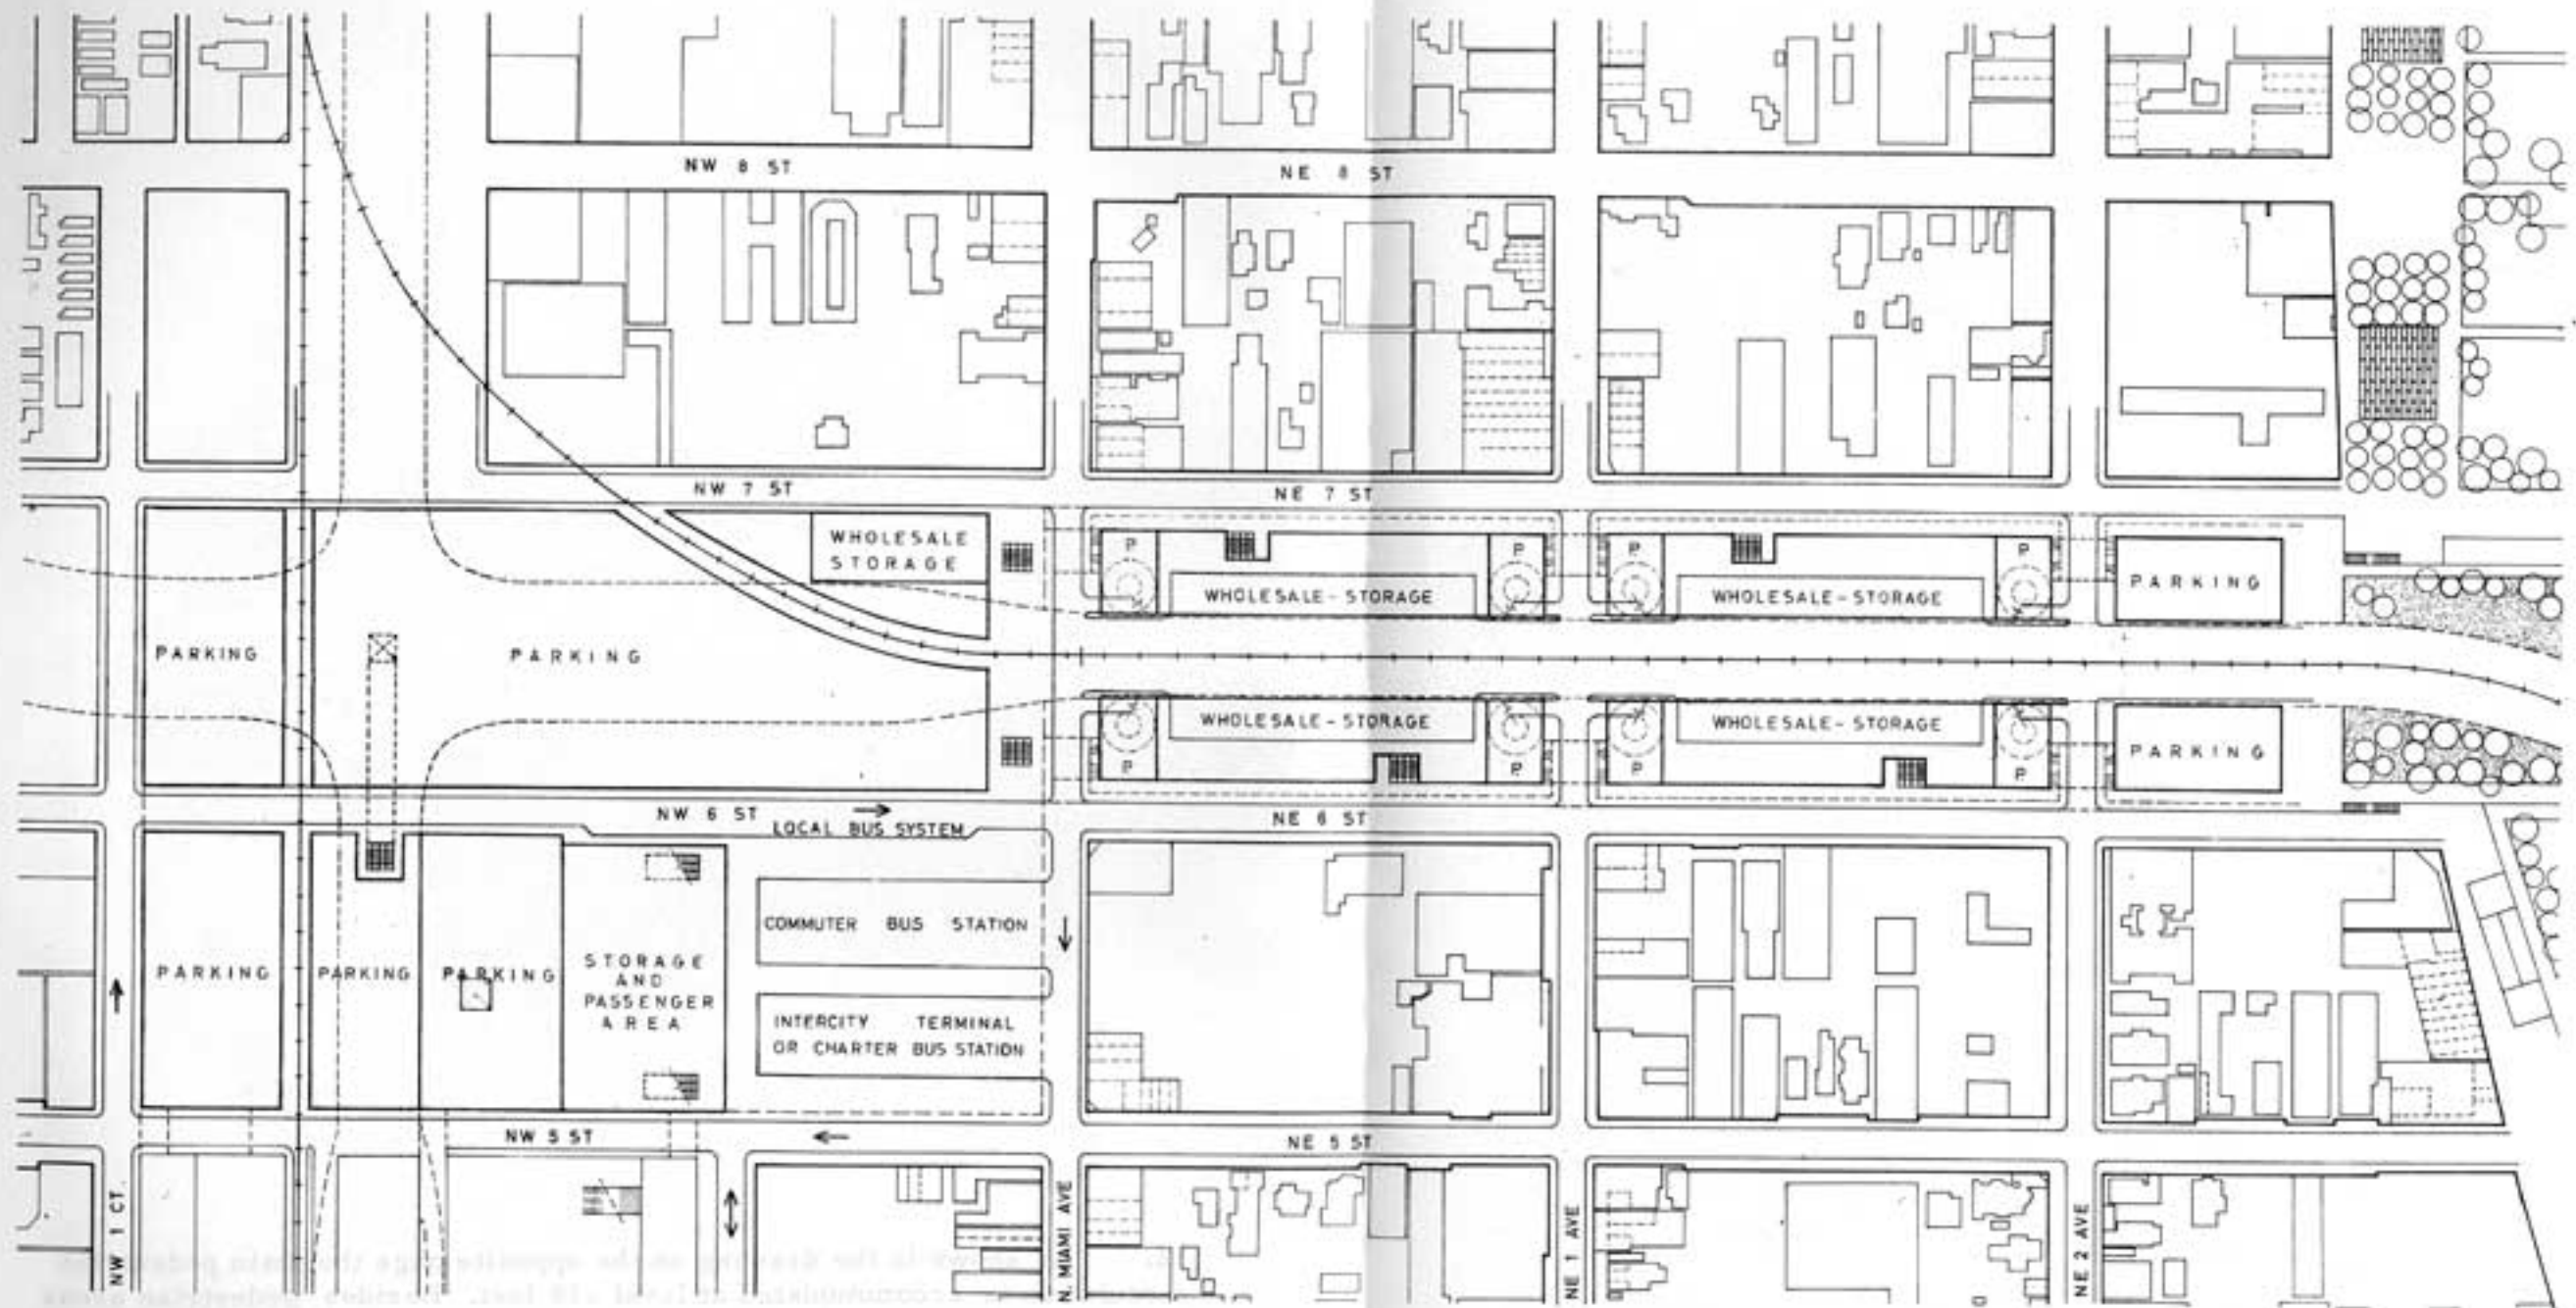 NW 8 ST
NE 8 ST
NW 7 ST
NE 7 ST
WHOLESALE
STORAGE
P
P
P
P
WHOLESALE-STORAGE
WHOLESALE-STORAGE
PARKING
PARKING
PARKING
WHOLESALE-STORAGE
WHOLESALE-STORAGE
PARKING
P
P
P
P
NW 6 ST
LOCAL BUS SYSTEM
NE 6 ST
COMMUTER BUS STATION
PARKING
PARKING
PARKING
STORAGE
AND
PASSENGER
AREA
INTERCITY TERMINAL
OR CHARTER BUS STATION
NW 5 ST
NE 5 ST
NW 1 CT.
N. MIAMI AVE
NE 1 AVE
NE 2 AVE